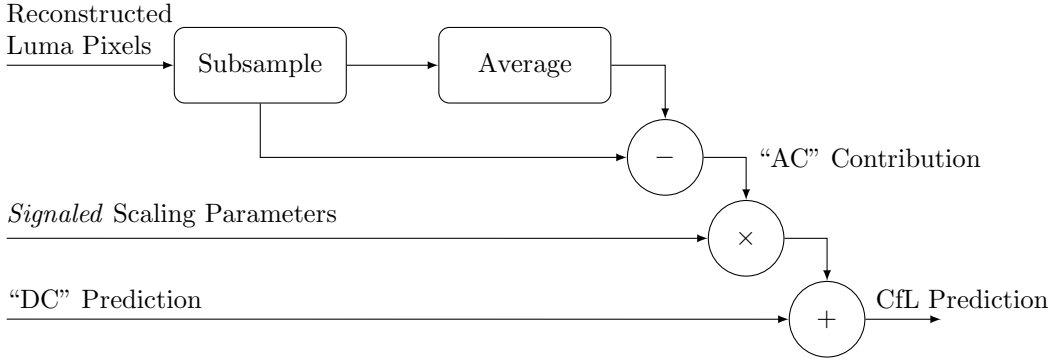 Reconstructed
Luma Pixels
Subsample
Average
−
“AC” Contribution
Signaled Scaling Parameters
×
“DC” Prediction
+
CfL Prediction